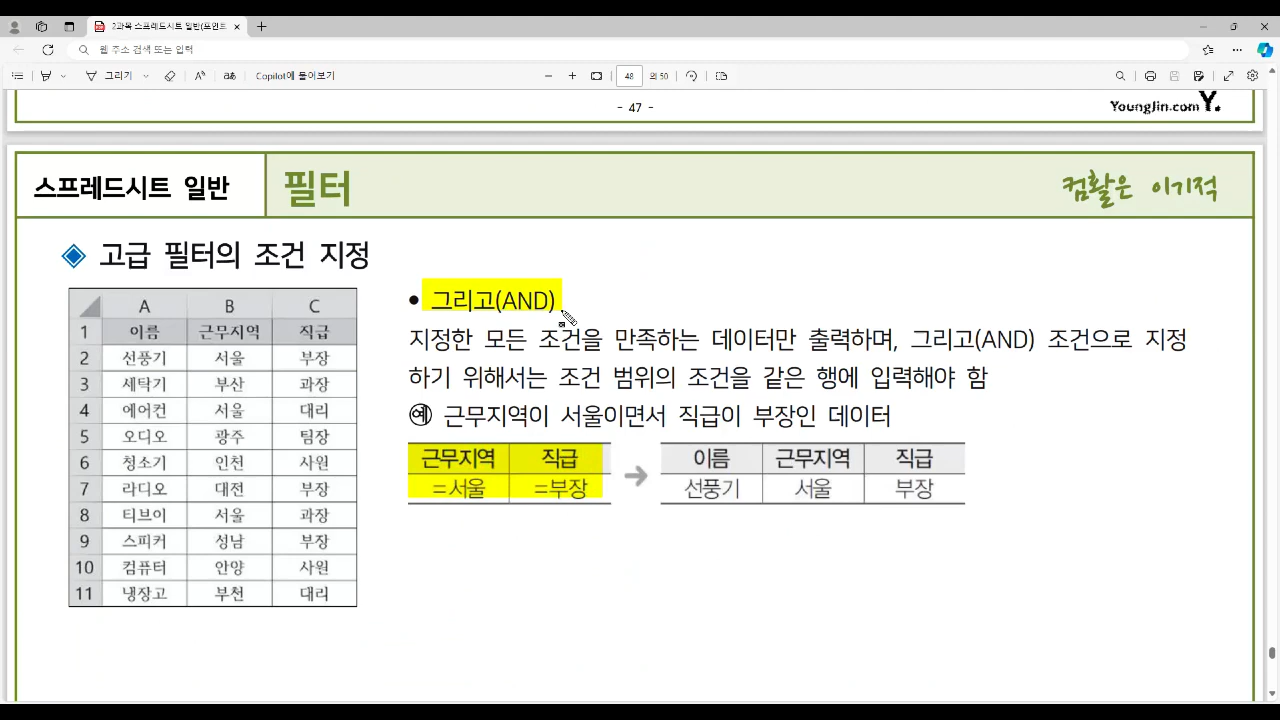 2과목 스프레드시트 일반(포인트
웹 주소 검색 또는 입력
그리기
Copilot에 물어보기
48 의 50
- 47 -
YoungJin.com Y.
스프레드시트 일반
필터
컴활은 이기적
고급 필터의 조건 지정
A B C
1 이름 근무지역 직급
2 선풍기 서울 부장
3 세탁기 부산 과장
4 에어컨 서울 대리
5 오디오 광주 팀장
6 청소기 인천 사원
7 라디오 대전 부장
8 티브이 서울 과장
9 스피커 성남 부장
10 컴퓨터 안양 사원
11 냉장고 부천 대리
• 그리고(AND)
지정한 모든 조건을 만족하는 데이터만 출력하며, 그리고(AND) 조건으로 지정
하기 위해서는 조건 범위의 조건을 같은 행에 입력해야 함
예 근무지역이 서울이면서 직급이 부장인 데이터
근무지역 직급 → 이름 근무지역 직급
=서울 =부장 선풍기 서울 부장